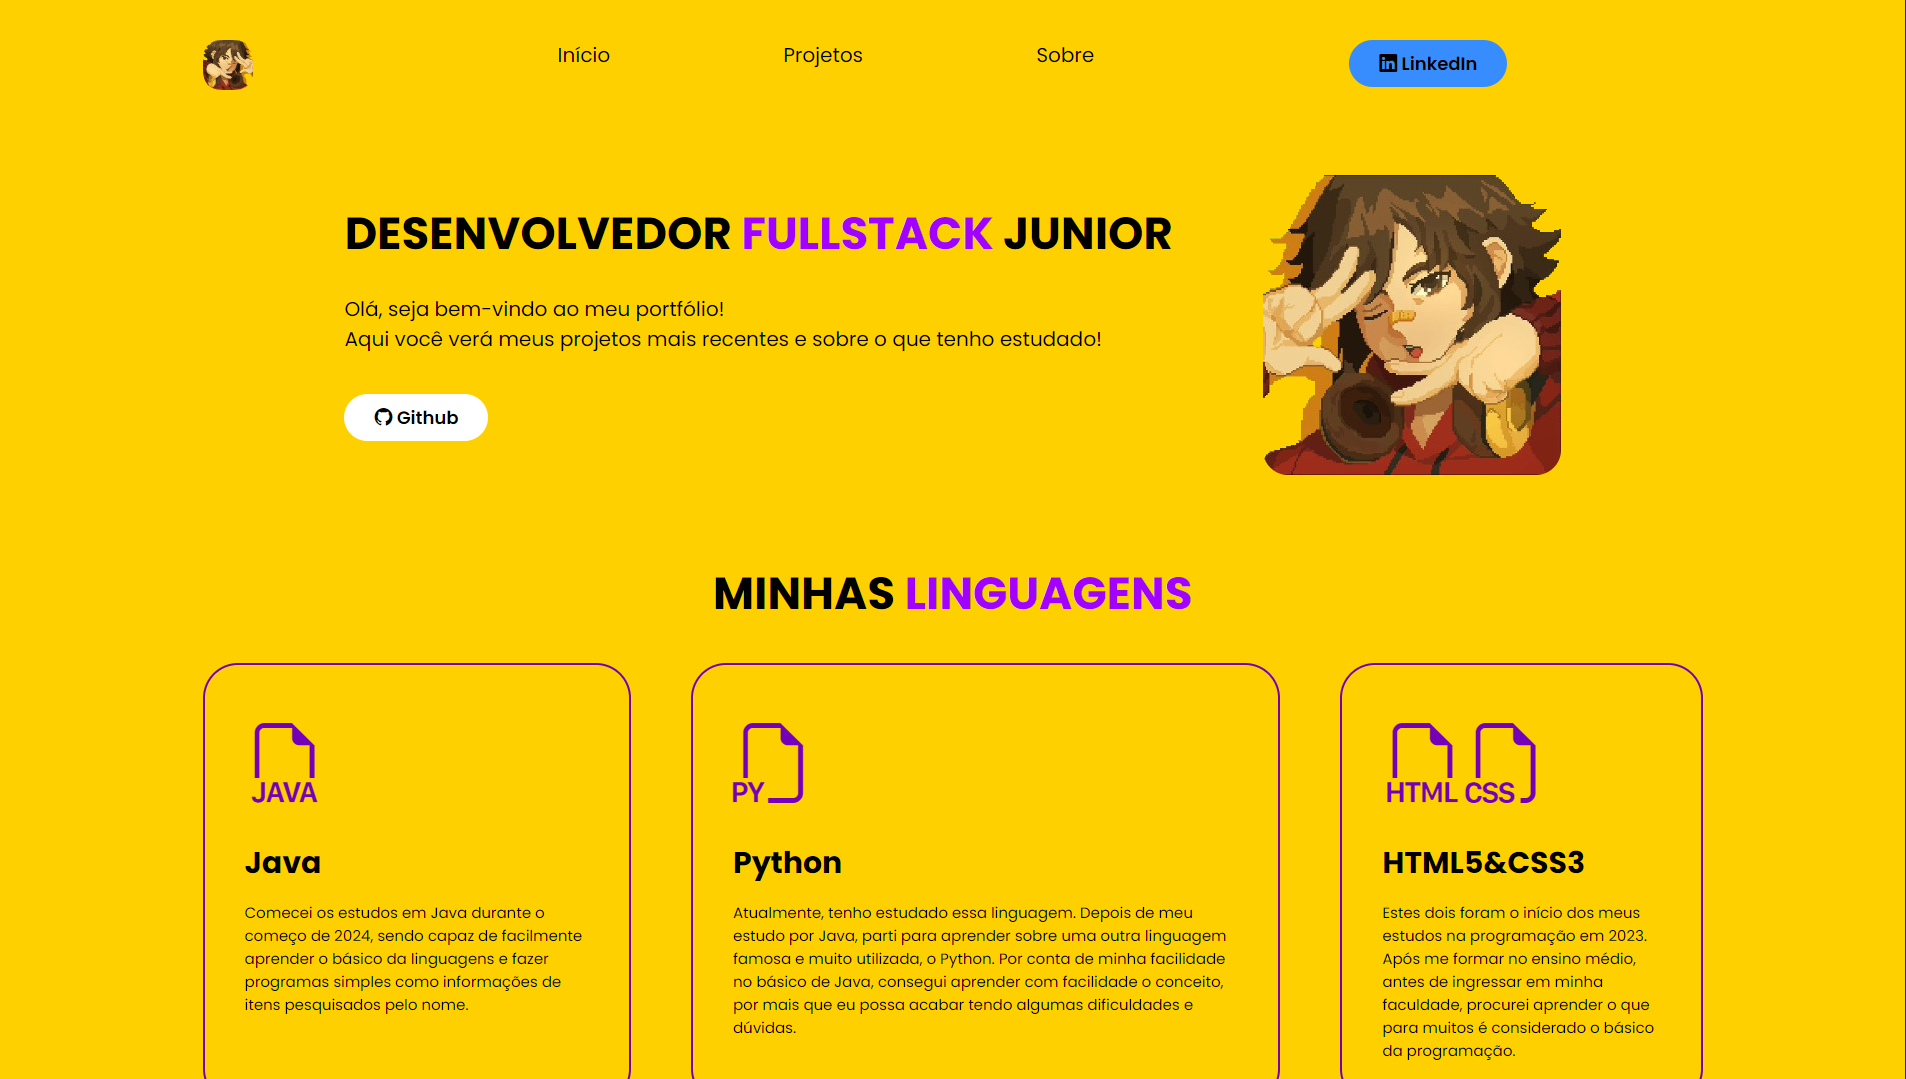 Início
Projetos
Sobre
LinkedIn
DESENVOLVEDOR FULLSTACK JUNIOR
Olá, seja bem-vindo ao meu portfólio!
Aqui você verá meus projetos mais recentes e sobre o que tenho estudado!
Github
MINHAS LINGUAGENS
JAVA
Java
Comecei os estudos em Java durante o
começo de 2024, sendo capaz de facilmente
aprender o básico da linguagens e fazer
programas simples como informações de
itens pesquisados pelo nome.
PY
Python
Atualmente, tenho estudado essa linguagem. Depois de meu
estudo por Java, parti para aprender sobre uma outra linguagem
famosa e muito utilizada, o Python. Por conta de minha facilidade
no básico de Java, consegui aprender com facilidade o conceito,
por mais que eu possa acabar tendo algumas dificuldades e
dúvidas.
HTML CSS
HTML5&CSS3
Estes dois foram o início dos meus
estudos na programação em 2023.
Após me formar no ensino médio,
antes de ingressar em minha
faculdade, procurei aprender o que
para muitos é considerado o básico
da programação.